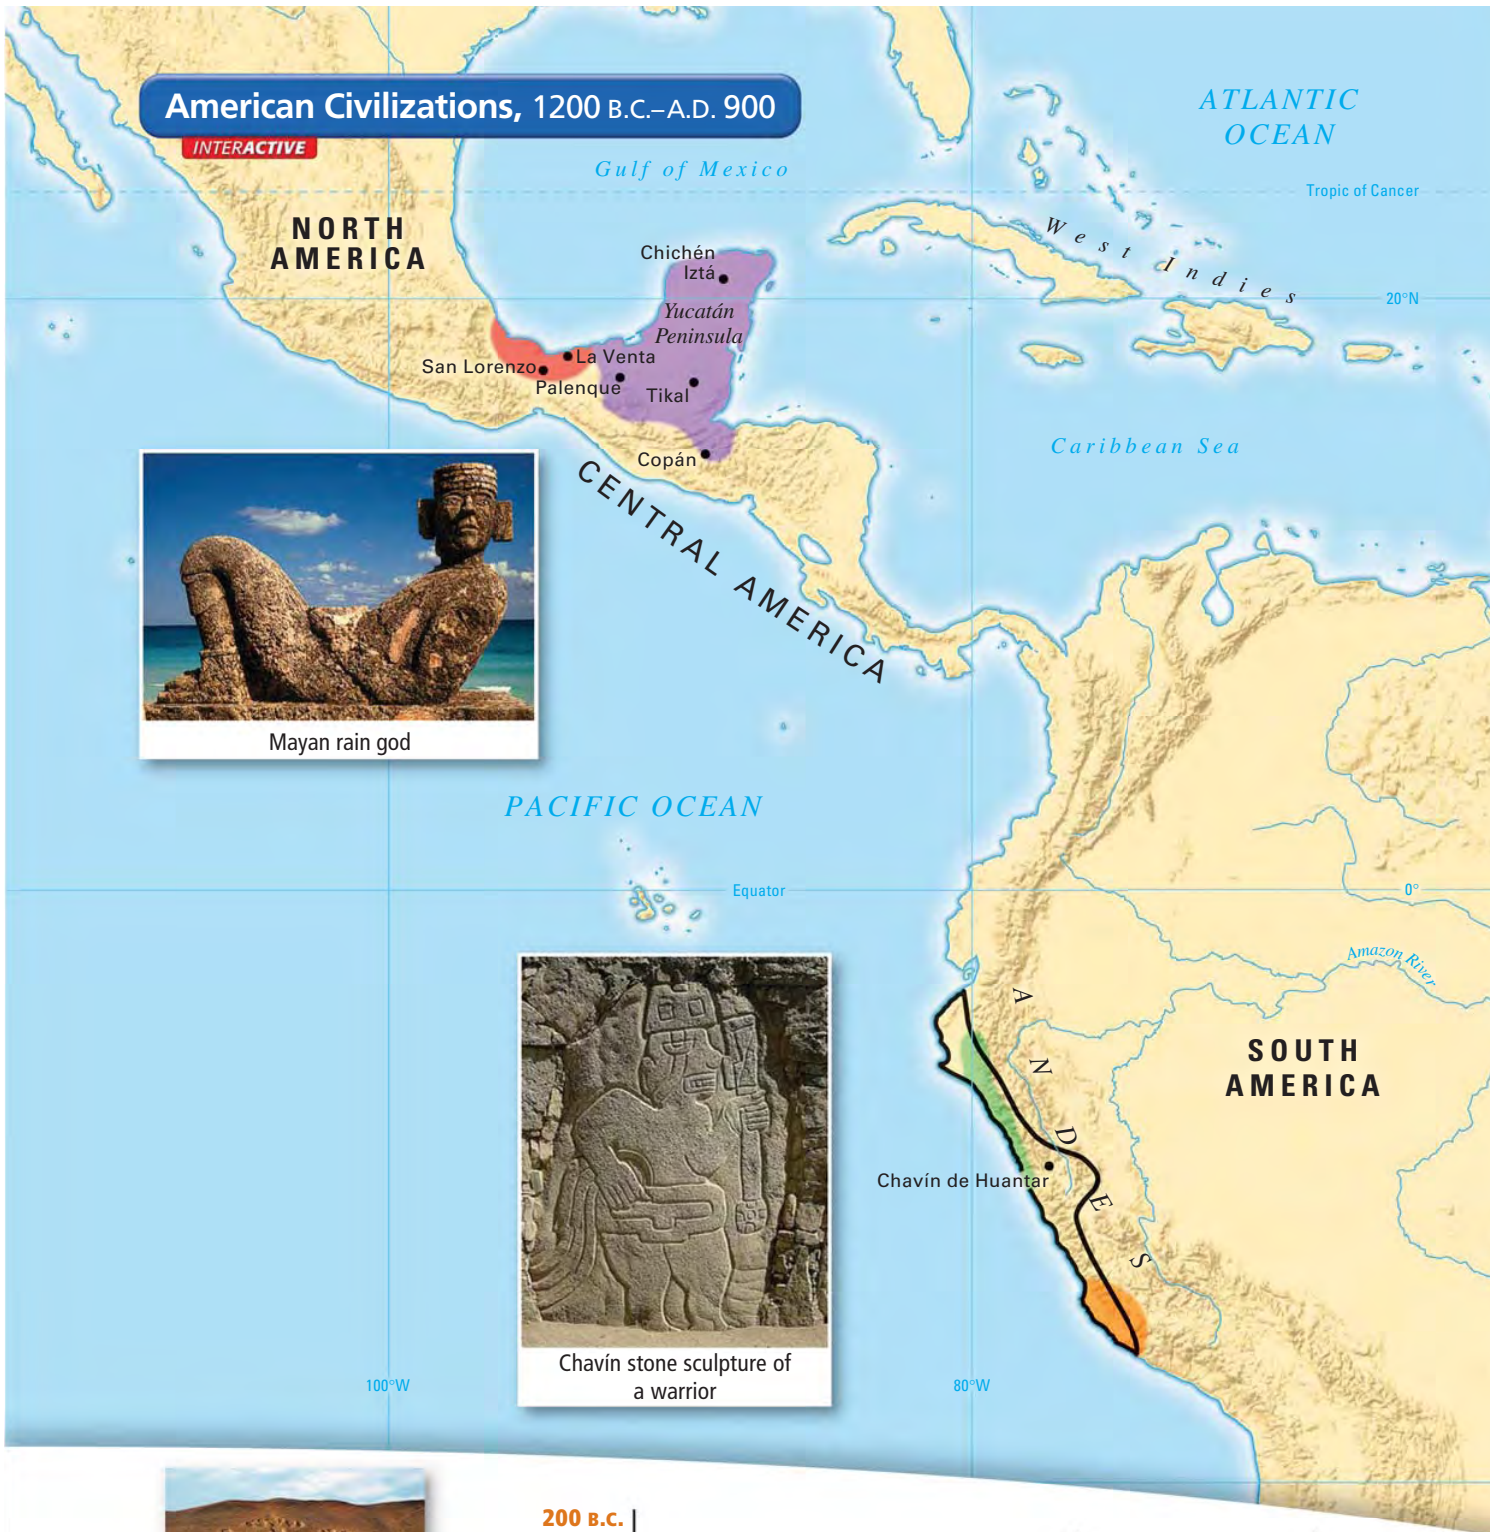 American Civilizations, 1200 B.C.–A.D. 900
INTERACTIVE
ATLANTIC
OCEAN
Gulf of Mexico
Tropic of Cancer
NORTH
AMERICA
West Indies
Chichén
Iztá
20°N
Yucatán
Peninsula
La Venta
San Lorenzo
Palenque
Tikal
Caribbean Sea
Copán
CENTRAL AMERICA
Mayan rain god
PACIFIC OCEAN
Equator
0°
Amazon River
ANDES
SOUTH
AMERICA
Chavín de Huantar
Chavín stone sculpture of
a warrior
100°W
80°W
200 B.C.